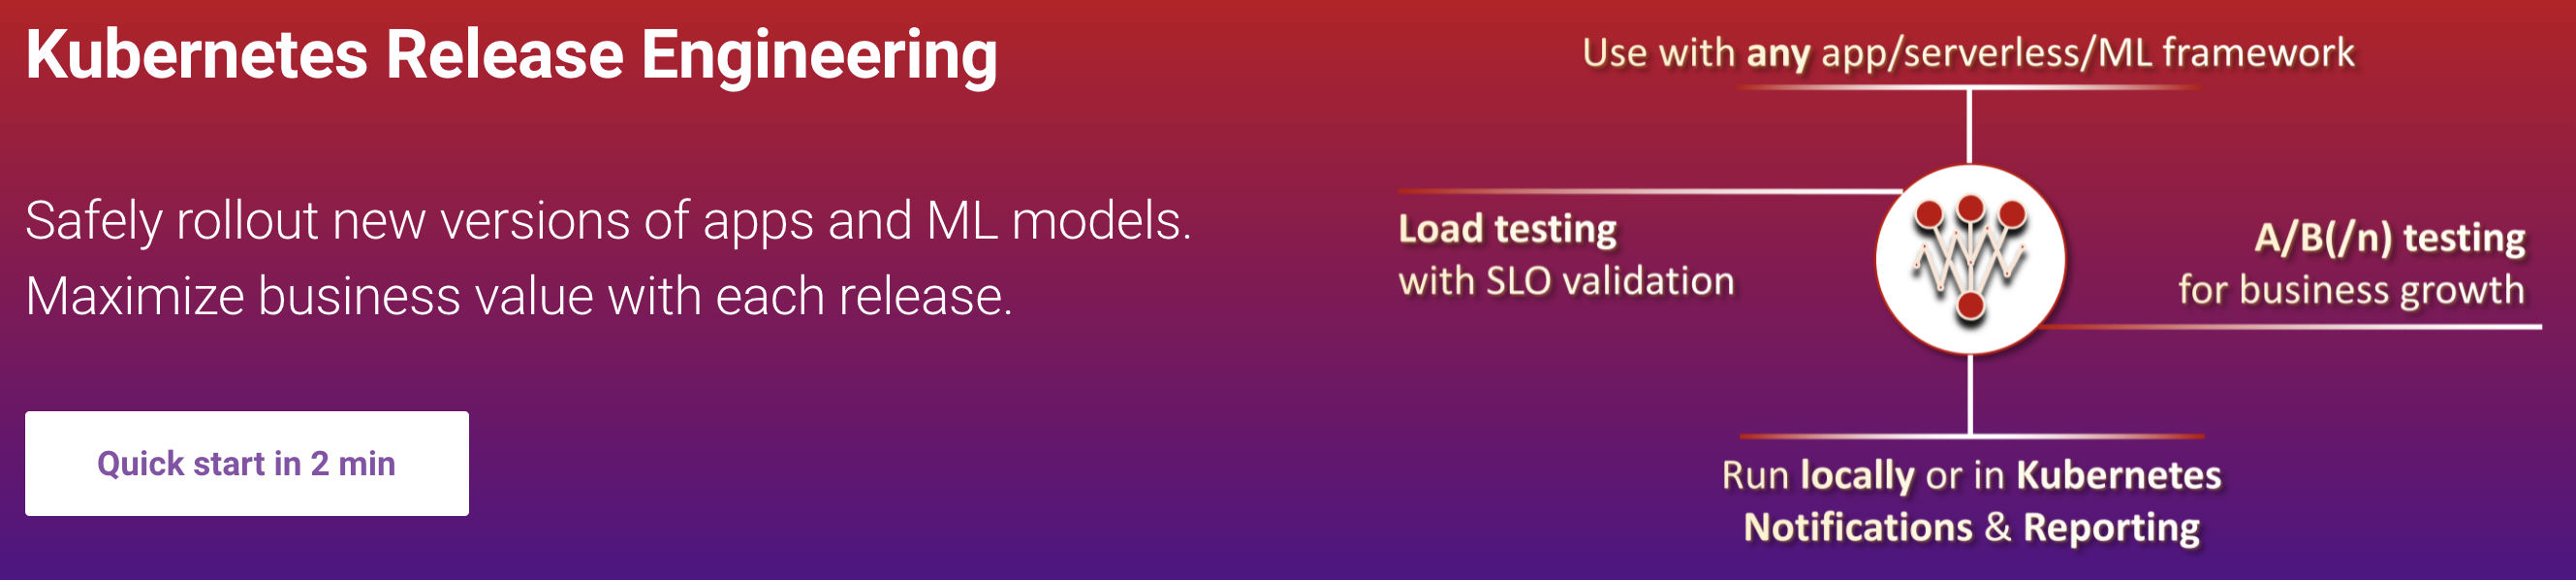 Kubernetes Release Engineering
Safely rollout new versions of apps and ML models.
Maximize business value with each release.
Quick start in 2 min
Use with any app/serverless/ML framework
Load testing
with SLO validation
A/B(/n) testing
for business growth
Run locally or in Kubernetes
Notifications & Reporting